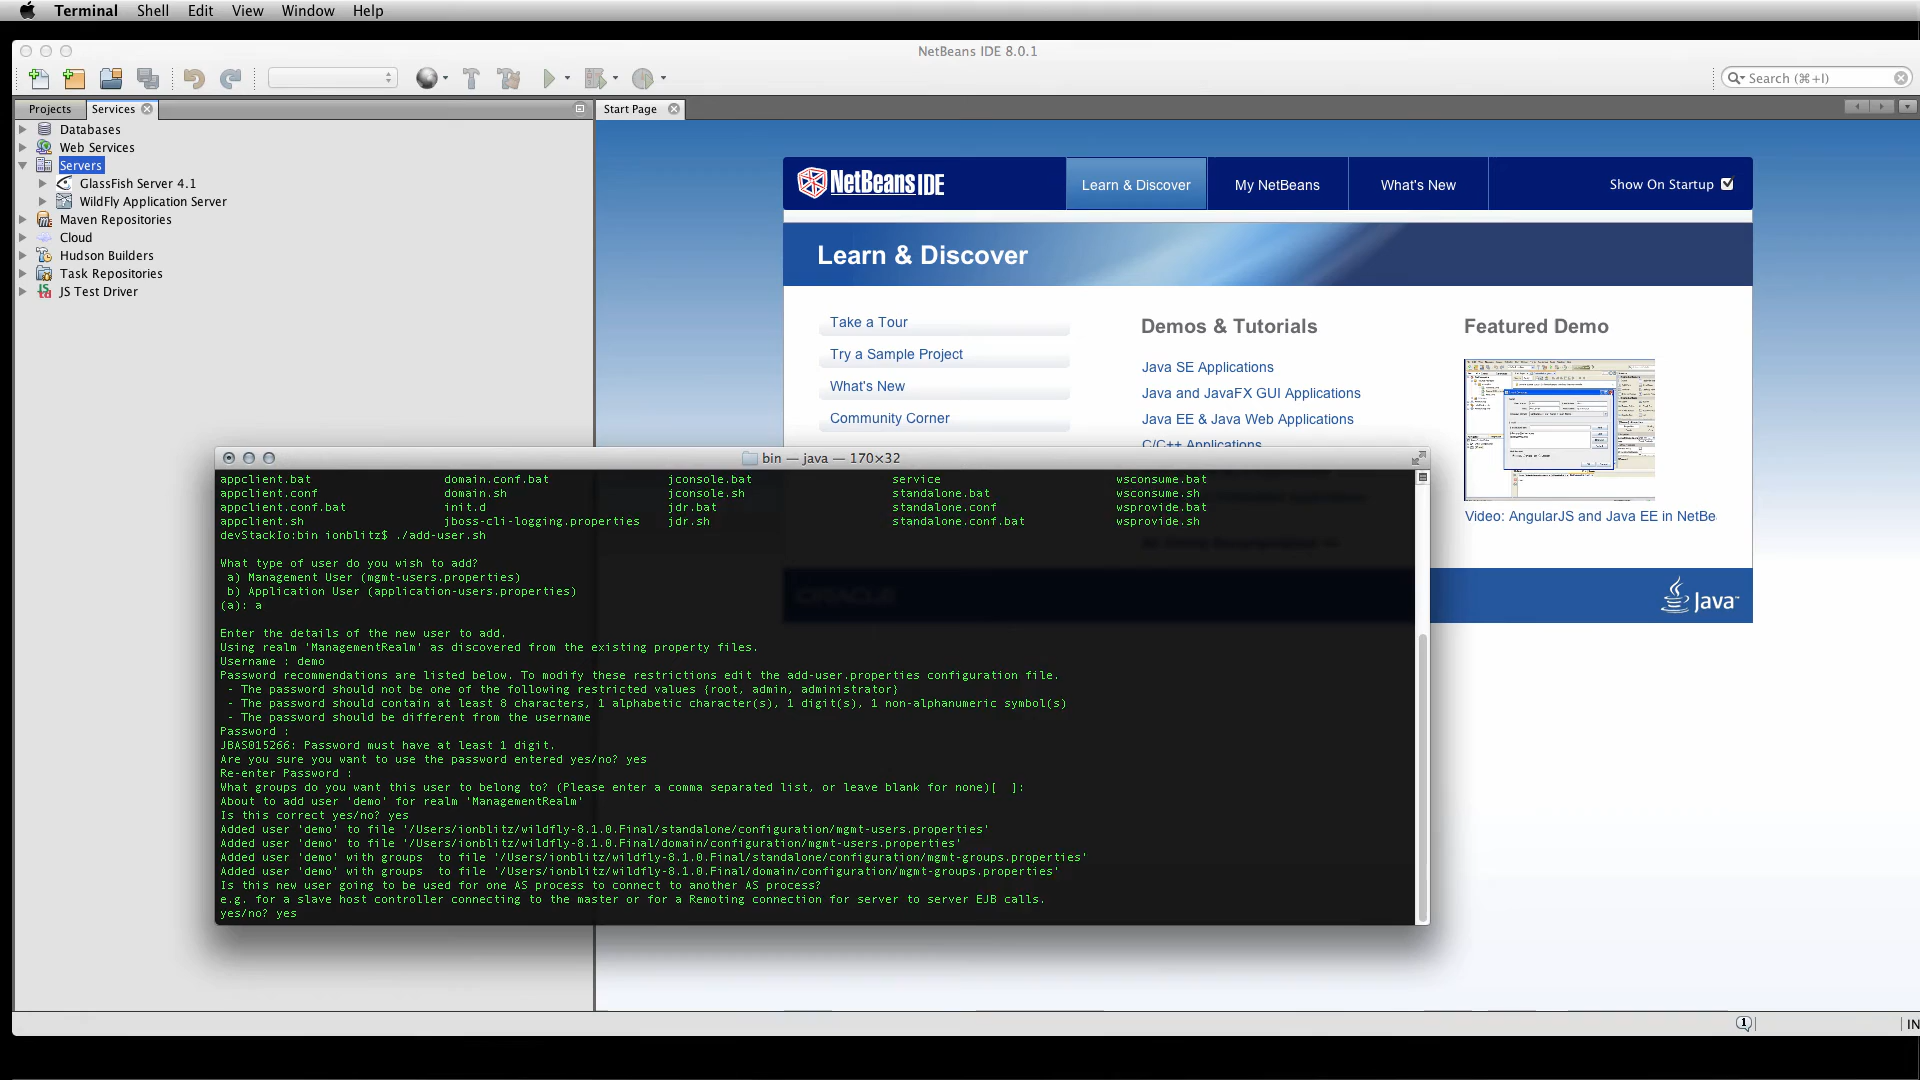 Terminal Shell Edit View Window Help
NetBeans IDE 8.0.1
Search (⌘+I)
Projects Services
Start Page
Databases
Web Services
Servers
GlassFish Server 4.1
WildFly Application Server
Maven Repositories
Cloud
Hudson Builders
Task Repositories
JS Test Driver
NetBeans IDE
Learn & Discover My NetBeans What's New Show On Startup
Learn & Discover
Take a Tour
Try a Sample Project
What's New
Community Corner
Demos & Tutorials
Java SE Applications
Java and JavaFX GUI Applications
Java EE & Java Web Applications
C/C++ Applications
Featured Demo
Video: AngularJS and Java EE in NetBe
ORACLE
Java™
bin — java — 170×32
appclient.bat domain.conf.bat jconsole.bat service wsconsume.bat
appclient.conf domain.sh jconsole.sh standalone.bat wsconsume.sh
appclient.conf.bat init.d jdr.bat standalone.conf wsprovide.bat
appclient.sh jboss-cli-logging.properties jdr.sh standalone.conf.bat wsprovide.sh
devStackIo:bin ionblitz$ ./add-user.sh
What type of user do you wish to add?
a) Management User (mgmt-users.properties)
b) Application User (application-users.properties)
(a): a
Enter the details of the new user to add.
Using realm 'ManagementRealm' as discovered from the existing property files.
Username : demo
Password recommendations are listed below. To modify these restrictions edit the add-user.properties configuration file.
- The password should not be one of the following restricted values {root, admin, administrator}
- The password should contain at least 8 characters, 1 alphabetic character(s), 1 digit(s), 1 non-alphanumeric symbol(s)
- The password should be different from the username
Password :
JBAS015266: Password must have at least 1 digit.
Are you sure you want to use the password entered yes/no? yes
Re-enter Password :
What groups do you want this user to belong to? (Please enter a comma separated list, or leave blank for none)[  ]:
About to add user 'demo' for realm 'ManagementRealm'
Is this correct yes/no? yes
Added user 'demo' to file '/Users/ionblitz/wildfly-8.1.0.Final/standalone/configuration/mgmt-users.properties'
Added user 'demo' to file '/Users/ionblitz/wildfly-8.1.0.Final/domain/configuration/mgmt-users.properties'
Added user 'demo' with groups  to file '/Users/ionblitz/wildfly-8.1.0.Final/standalone/configuration/mgmt-groups.properties'
Added user 'demo' with groups  to file '/Users/ionblitz/wildfly-8.1.0.Final/domain/configuration/mgmt-groups.properties'
Is this new user going to be used for one AS process to connect to another AS process?
e.g. for a slave host controller connecting to the master or for a Remoting connection for server to server EJB calls.
yes/no? yes
1
IN